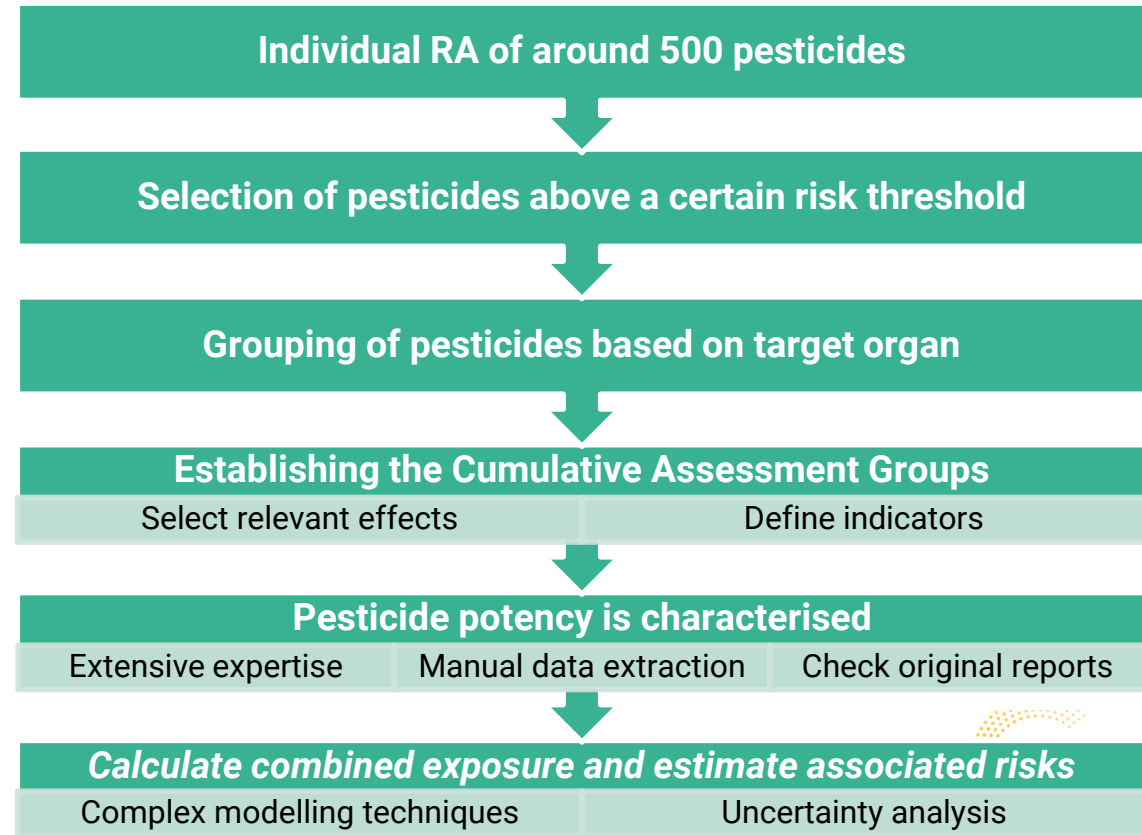 Individual RA of around 500 pesticides
Selection of pesticides above a certain risk threshold
Grouping of pesticides based on target organ
Establishing the Cumulative Assessment Groups
Select relevant effects
Define indicators
Pesticide potency is characterised
Extensive expertise
Manual data extraction
Check original reports
Calculate combined exposure and estimate associated risks
Complex modelling techniques
Uncertainty analysis